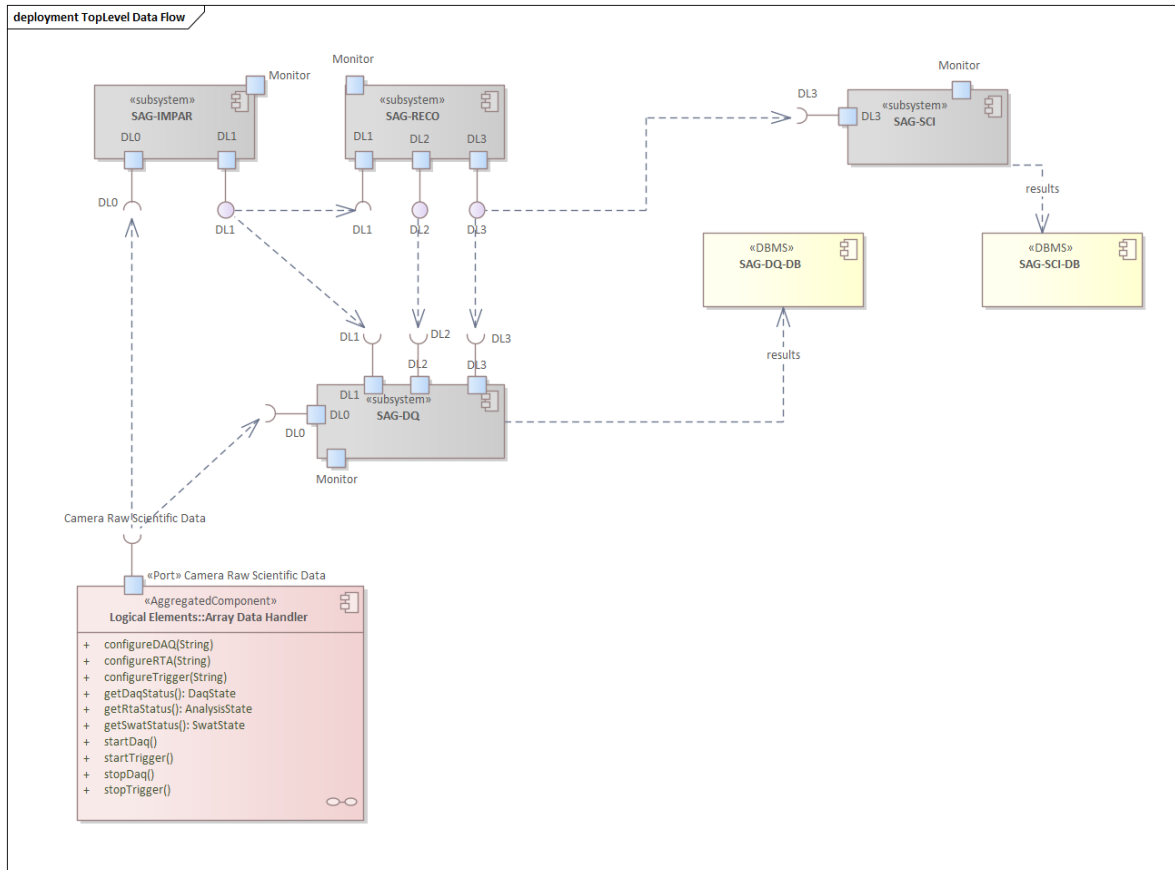 deployment TopLevel Data Flow
Monitor
Monitor
Monitor
«subsystem»
SAG-IMPAR
DL0
DL1
«subsystem»
SAG-RECO
DL1
DL2
DL3
DL3
DL3
«subsystem»
SAG-SCI
DL0
DL1
DL1
DL2
DL3
results
«DBMS»
SAG-DQ-DB
«DBMS»
SAG-SCI-DB
DL1
DL2
DL3
DL2
DL3
results
DL1
«subsystem»
SAG-DQ
DL0
DL0
Monitor
Camera Raw Scientific Data
«Port» Camera Raw Scientific Data
«AggregatedComponent»
Logical Elements::Array Data Handler
+ configureDAQ(String)
+ configureRTA(String)
+ configureTrigger(String)
+ getDaqStatus(): DaqState
+ getRtaStatus(): AnalysisState
+ getSwatStatus(): SwatState
+ startDaq()
+ startTrigger()
+ stopDaq()
+ stopTrigger()